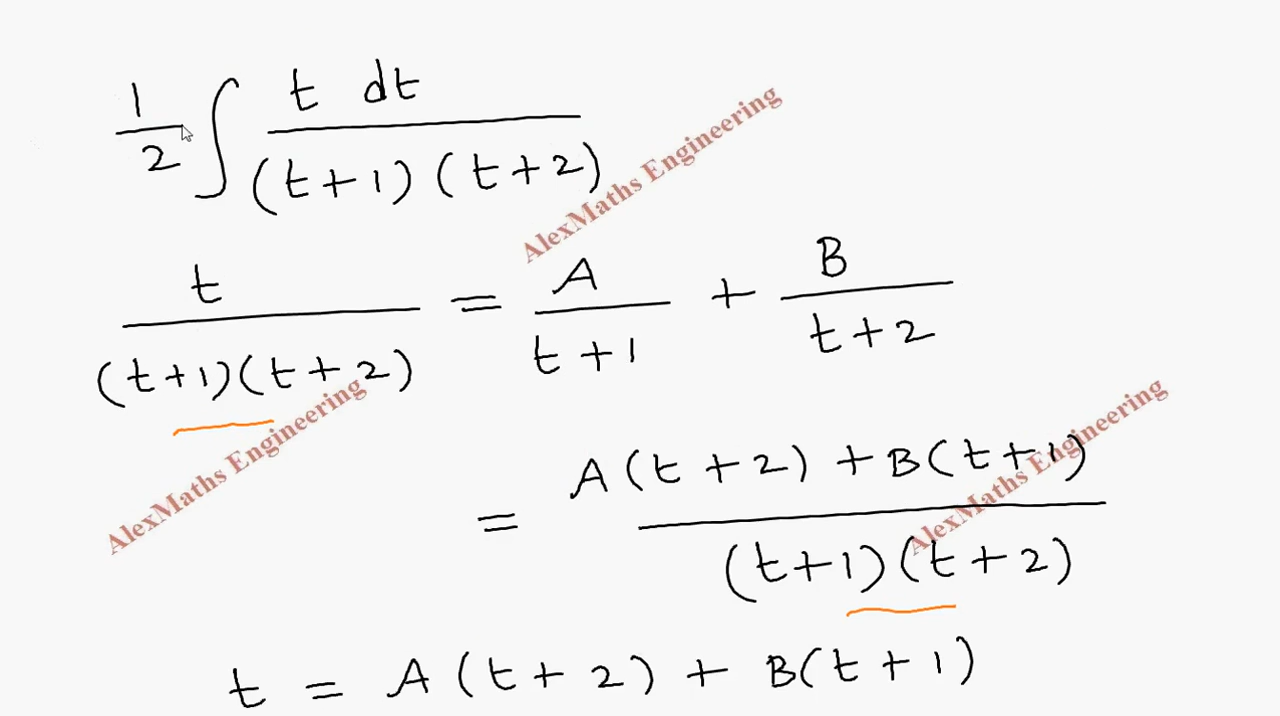 1/2 ∫ t dt / (t+1)(t+2)
AlexMaths Engineering
t / (t+1)(t+2) = A / t+1 + B / t+2
AlexMaths Engineering
AlexMaths Engineering
= A(t+2) + B(t+1) / (t+1)(t+2)
t = A(t+2) + B(t+1)